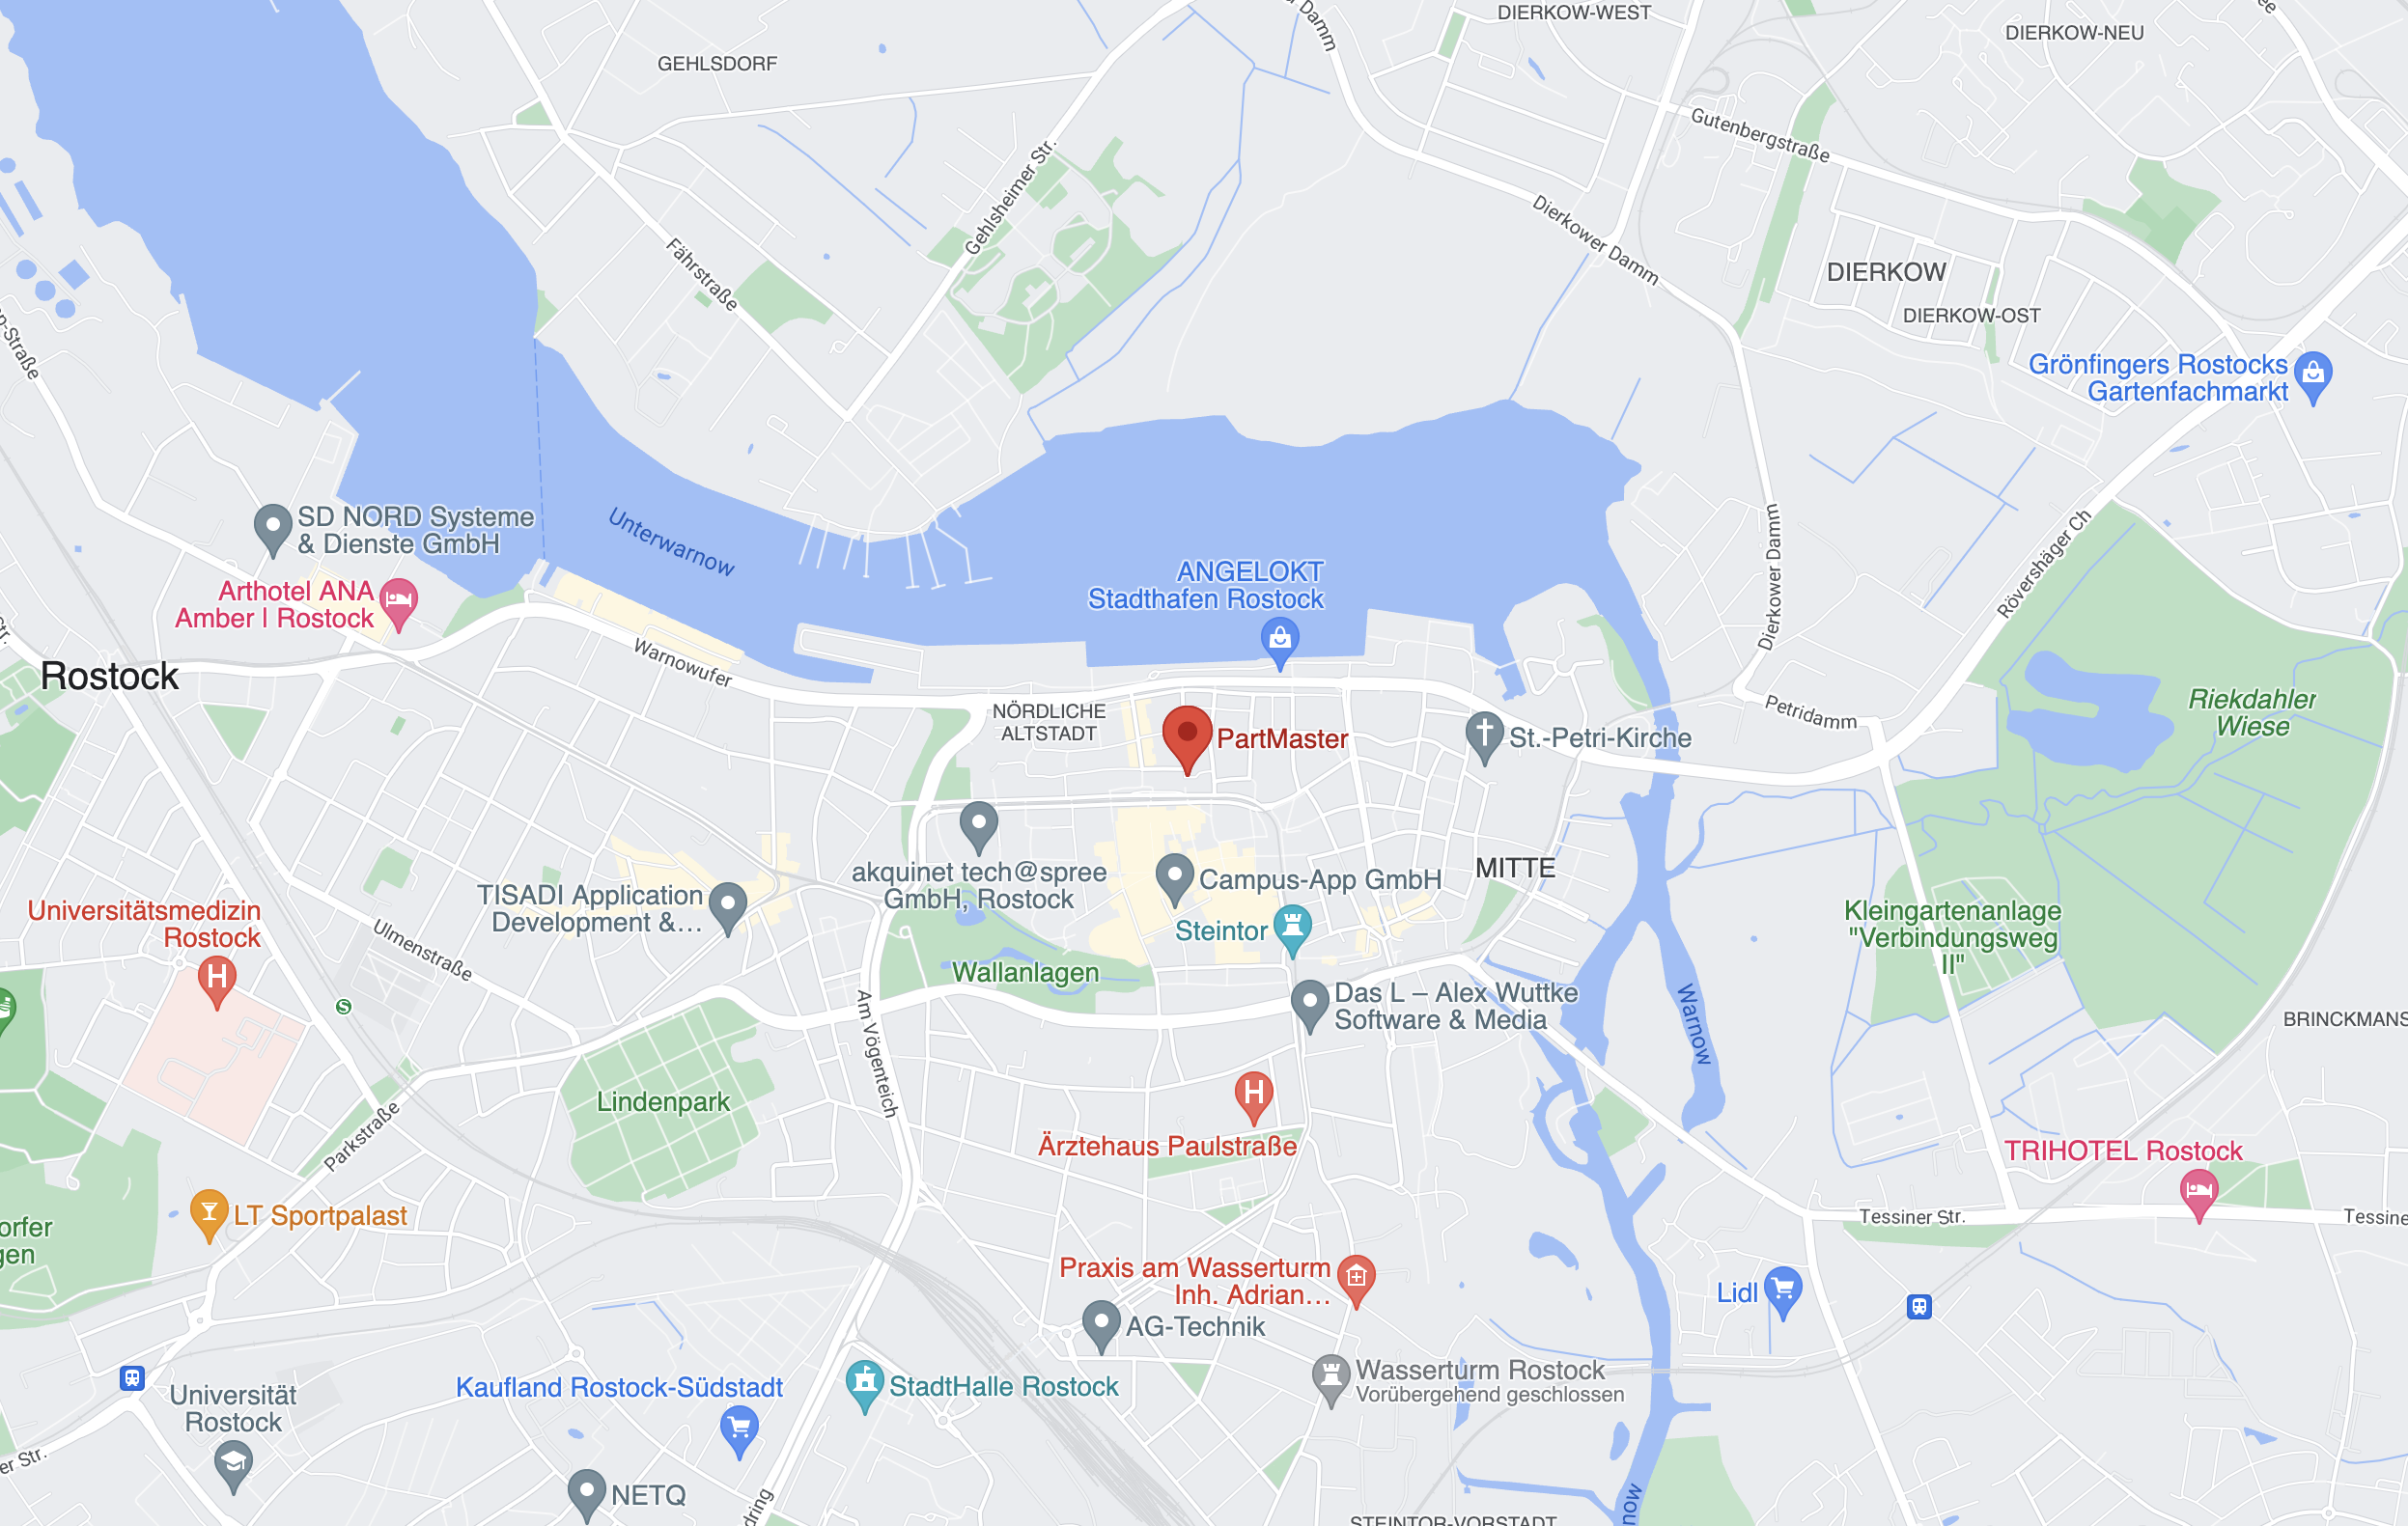 DIERKOW-WEST
DIERKOW-NEU
GEHLSDORF
Damm
Gutenbergstraße
Gehlsheimer Str.
Fährstraße
Dierkower Damm
DIERKOW
DIERKOW-OST
Grönfingers Rostocks
Gartenfachmarkt
SD NORD Systeme
& Dienste GmbH
Unterwarnow
Arthotel ANA
Amber I Rostock
ANGELOKT
Stadthafen Rostock
Dierkower Damm
Rövershäger Ch
Warnowufer
Rostock
NÖRDLICHE
ALTSTADT
PartMaster
St.-Petri-Kirche
Petridamm
Riekdahler
Wiese
akquinet tech@spree
GmbH, Rostock
Campus-App GmbH
MITTE
TISADI Application
Development &...
Steintor
Universitätsmedizin
Rostock
Ulmenstraße
Kleingartenanlage
"Verbindungsweg
II"
Wallanlagen
Das L – Alex Wuttke
Software & Media
Am Vögenteich
Warnow
BRINCKMANS
Lindenpark
Parkstraße
Ärztehaus Paulstraße
TRIHOTEL Rostock
LT Sportpalast
orfer
gen
Tessiner Str.
Tessine
Praxis am Wasserturm
Inh. Adrian...
Lidl
AG-Technik
Wasserturm Rostock
Vorübergehend geschlossen
Kaufland Rostock-Südstadt
StadtHalle Rostock
Universität
Rostock
er Str.
NETQ
dring
now
STEINTOR-VORSTADT